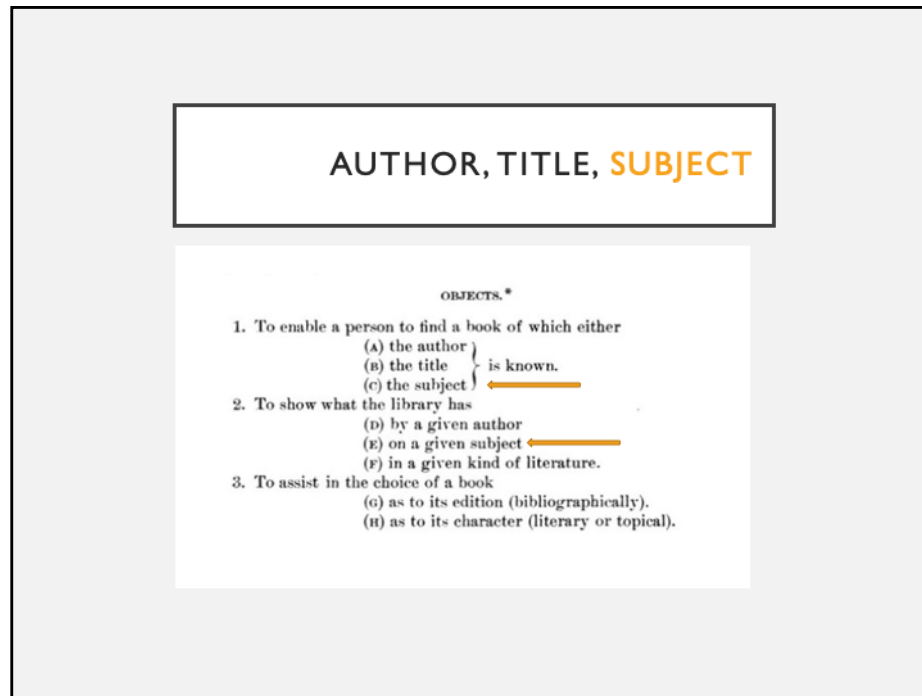 AUTHOR, TITLE, SUBJECT
OBJECTS.*
1. To enable a person to find a book of which either
(A) the author
(B) the title } is known.
(C) the subject
2. To show what the library has
(D) by a given author
(E) on a given subject
(F) in a given kind of literature.
3. To assist in the choice of a book
(G) as to its edition (bibliographically).
(H) as to its character (literary or topical).